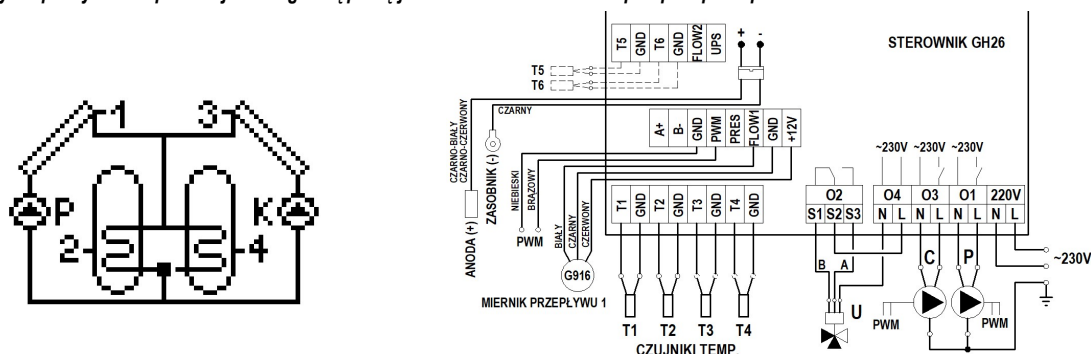 1
3
P
K
2
4
STEROWNIK GH26
+ -
T5 GND T6 GND FLOW2 UPS
T5
T6
CZARNY
CZARNO-BIAŁY
CZARNO-CZERWONY
ANODA (+)
ZASOBNIK (-)
A+ B- GND PWM PRES FLOW1 GND +12V
NIEBIESKI
BRĄZOWY
PWM
BIAŁY
CZARNY
CZERWONY
G916
MIERNIK PRZEPŁYWU 1
T1 GND T2 GND T3 GND T4 GND
T1 T2 T3 T4
CZUJNIKI TEMP.
~230V ~230V ~230V
O2 O4 O3 O1 220V
S1 S2 S3 N L N L N L N L
B A
U
C P
PWM
PWM
~230V